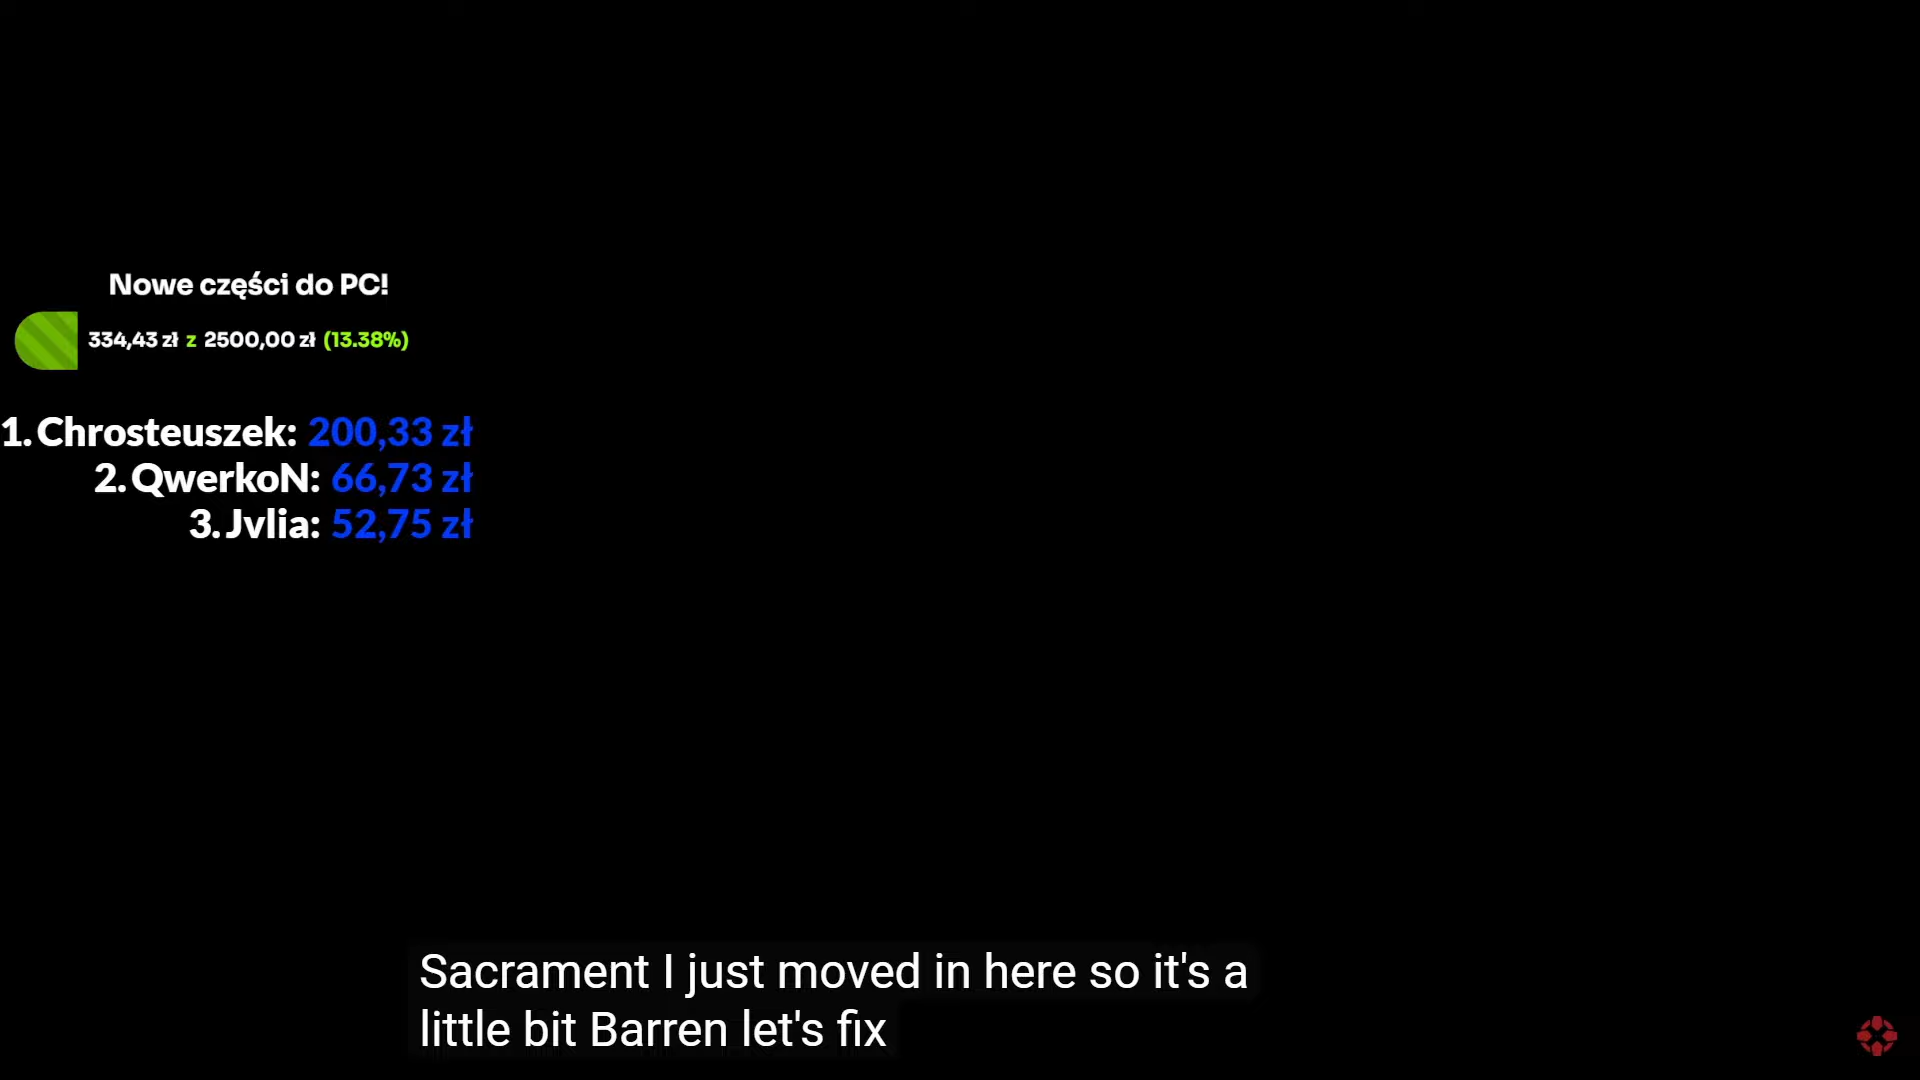 Nowe części do PC!
334,43 zł z 2500,00 zł (13.38%)
1. Chrosteuszek: 200,33 zł
2. QwerkoN: 66,73 zł
3. Jvlia: 52,75 zł
Sacrament I just moved in here so it's a
little bit Barren let's fix